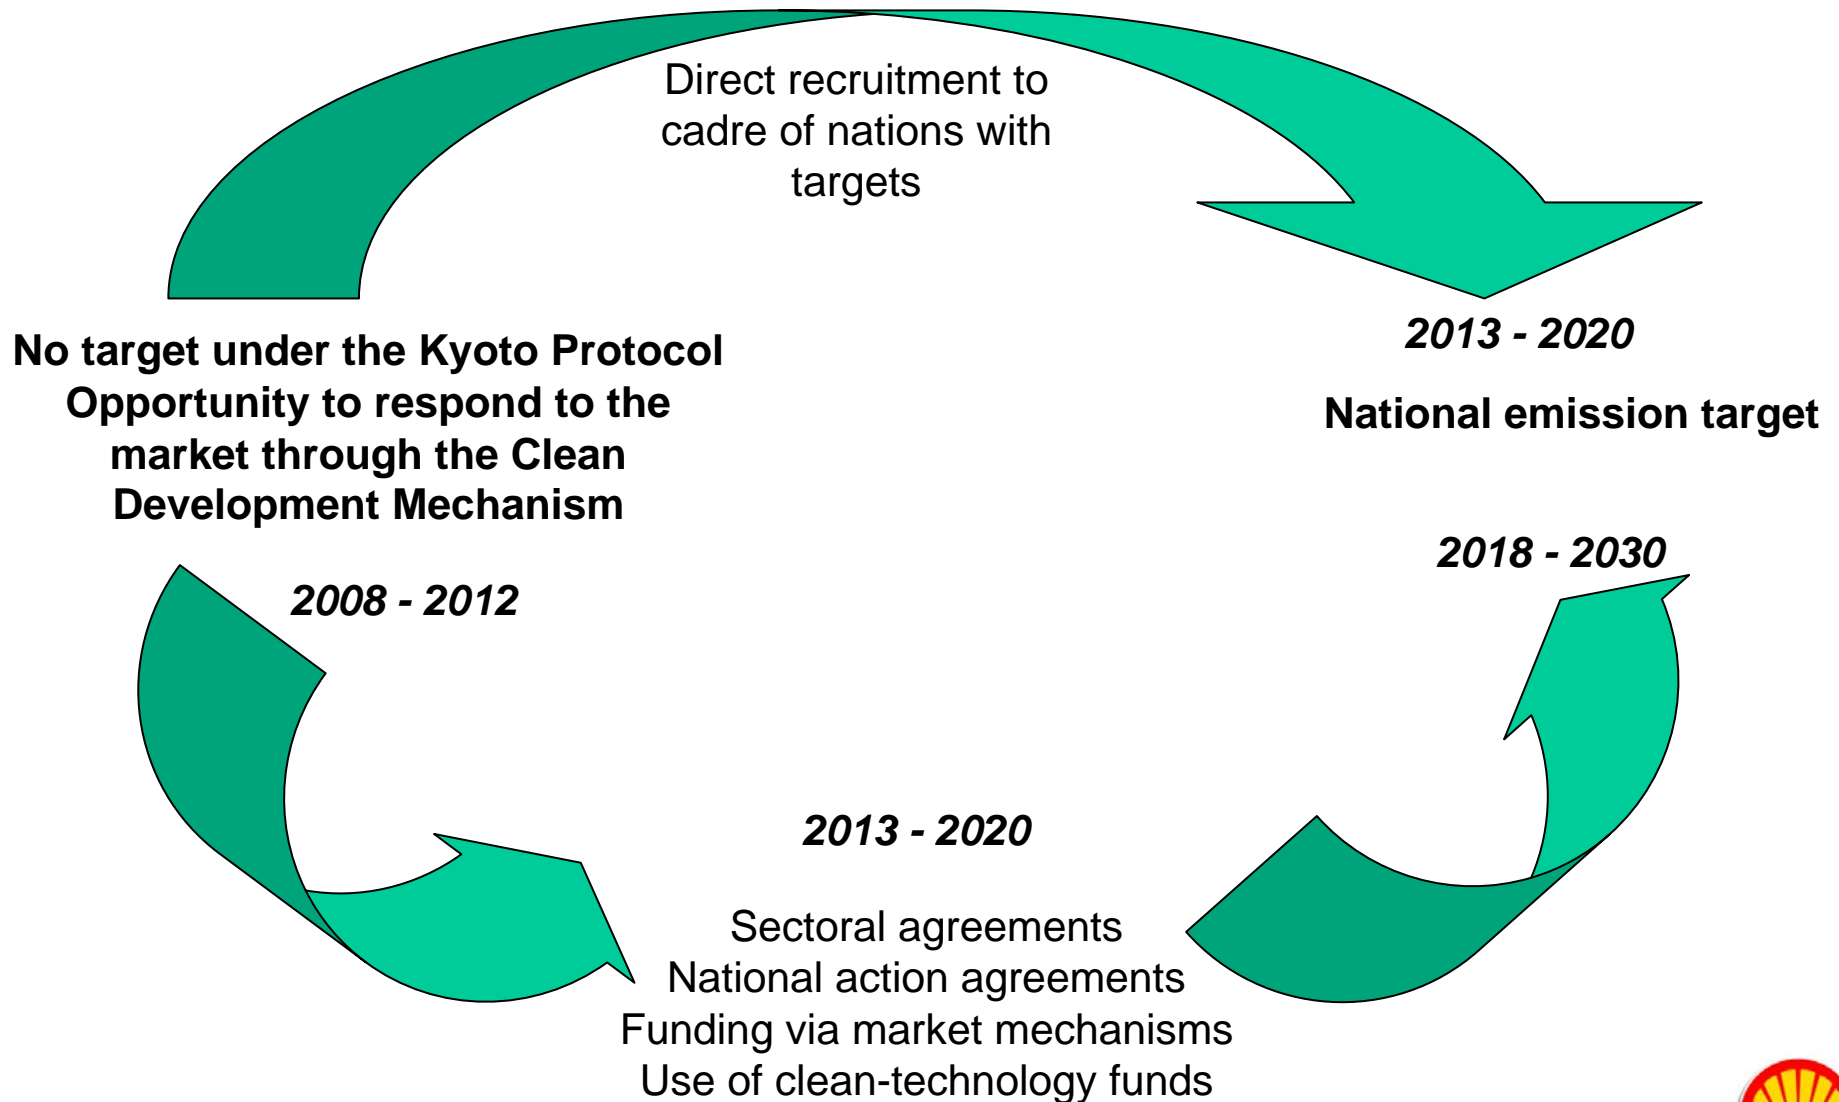 Direct recruitment to
cadre of nations with
targets
No target under the Kyoto Protocol
Opportunity to respond to the
market through the Clean
Development Mechanism
2008 - 2012
2013 - 2020
National emission target
2018 - 2030
2013 - 2020
Sectoral agreements
National action agreements
Funding via market mechanisms
Use of clean-technology funds